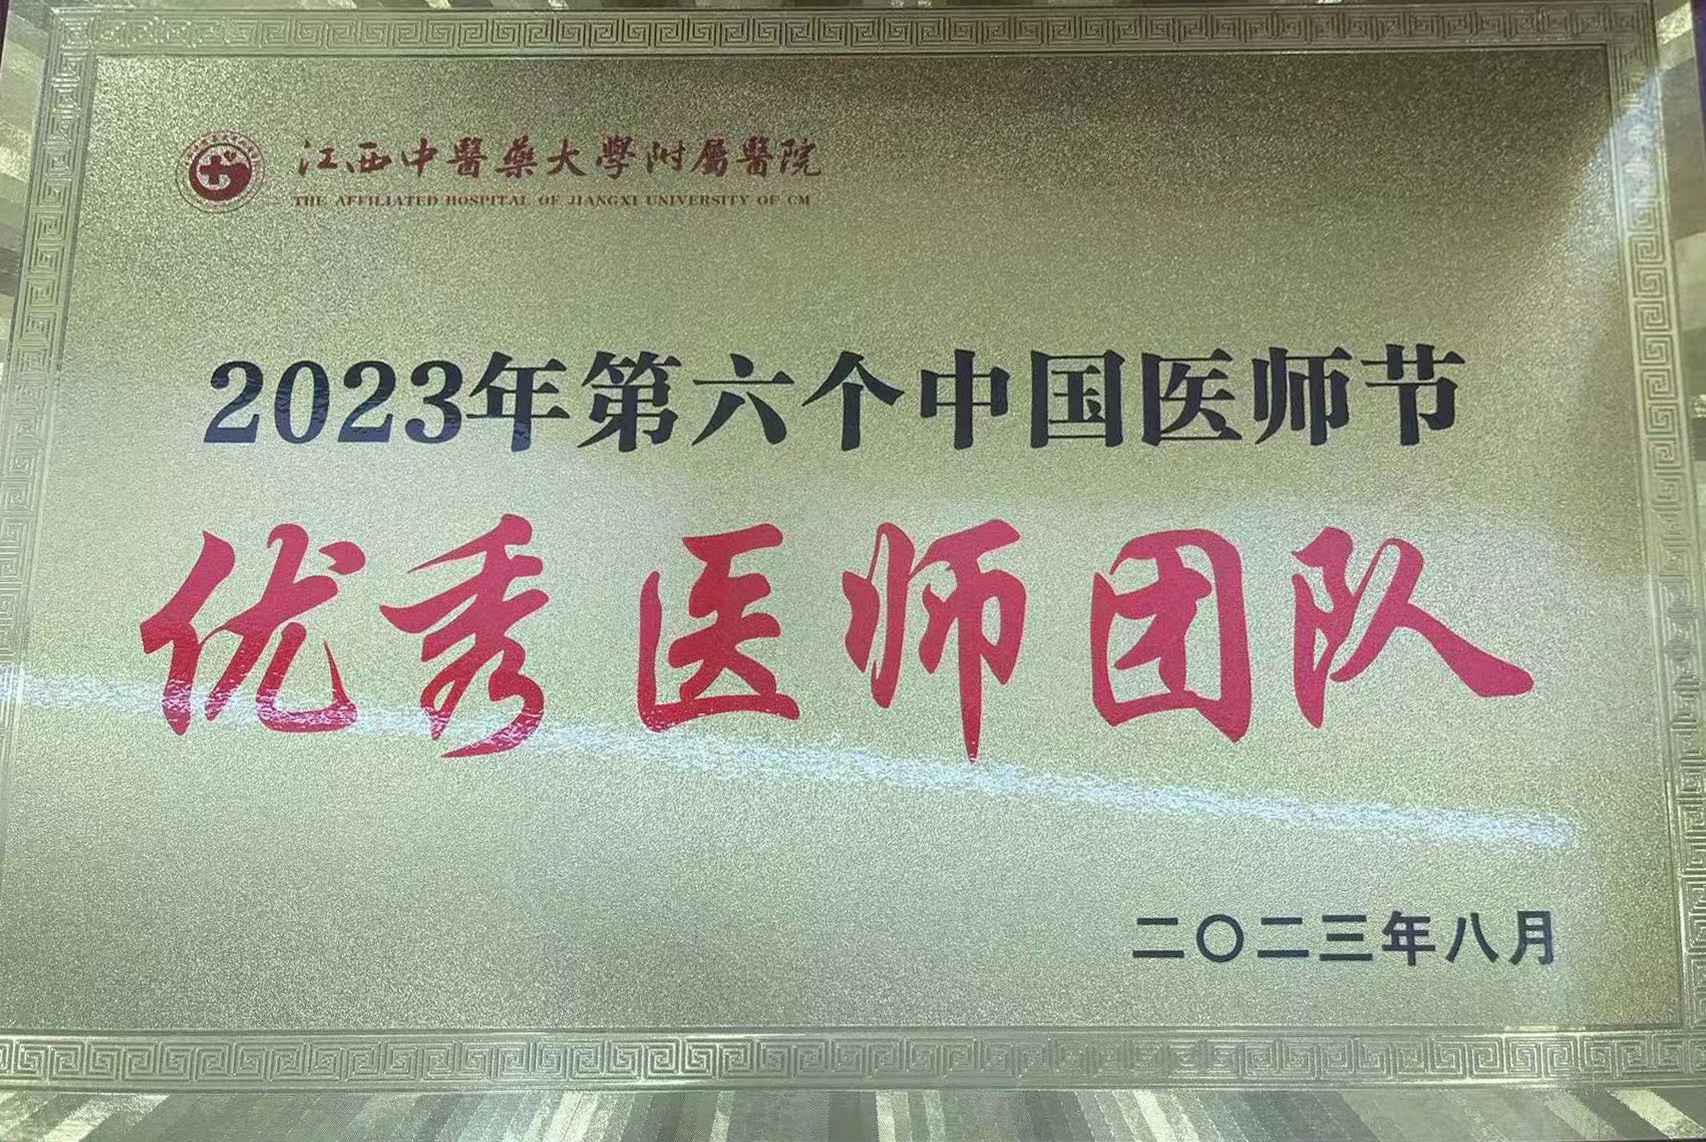 江西中醫藥大學附屬醫院
THE AFFILIATED HOSPITAL OF JIANGXI UNIVERSITY OF CM
2023年第六个中国医师节
优秀医师团队
二〇二三年八月